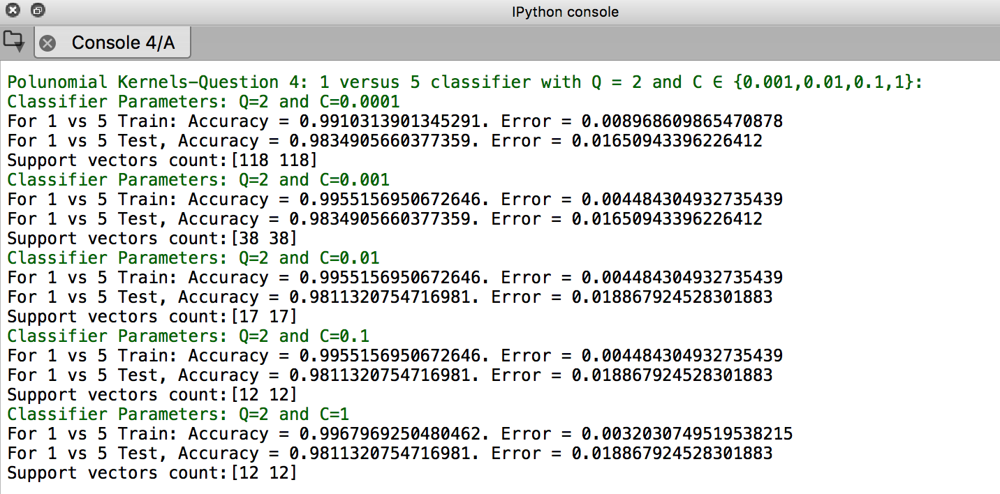 IPython console
Console 4/A
Polunomial Kernels-Question 4: 1 versus 5 classifier with Q = 2 and C ∈ {0.001,0.01,0.1,1}:
Classifier Parameters: Q=2 and C=0.0001
For 1 vs 5 Train: Accuracy = 0.9910313901345291. Error = 0.008968609865470878
For 1 vs 5 Test, Accuracy = 0.9834905660377359. Error = 0.01650943396226412
Support vectors count:[118 118]
Classifier Parameters: Q=2 and C=0.001
For 1 vs 5 Train: Accuracy = 0.9955156950672646. Error = 0.004484304932735439
For 1 vs 5 Test, Accuracy = 0.9834905660377359. Error = 0.01650943396226412
Support vectors count:[38 38]
Classifier Parameters: Q=2 and C=0.01
For 1 vs 5 Train: Accuracy = 0.9955156950672646. Error = 0.004484304932735439
For 1 vs 5 Test, Accuracy = 0.9811320754716981. Error = 0.018867924528301883
Support vectors count:[17 17]
Classifier Parameters: Q=2 and C=0.1
For 1 vs 5 Train: Accuracy = 0.9955156950672646. Error = 0.004484304932735439
For 1 vs 5 Test, Accuracy = 0.9811320754716981. Error = 0.018867924528301883
Support vectors count:[12 12]
Classifier Parameters: Q=2 and C=1
For 1 vs 5 Train: Accuracy = 0.9967969250480462. Error = 0.0032030749519538215
For 1 vs 5 Test, Accuracy = 0.9811320754716981. Error = 0.018867924528301883
Support vectors count:[12 12]